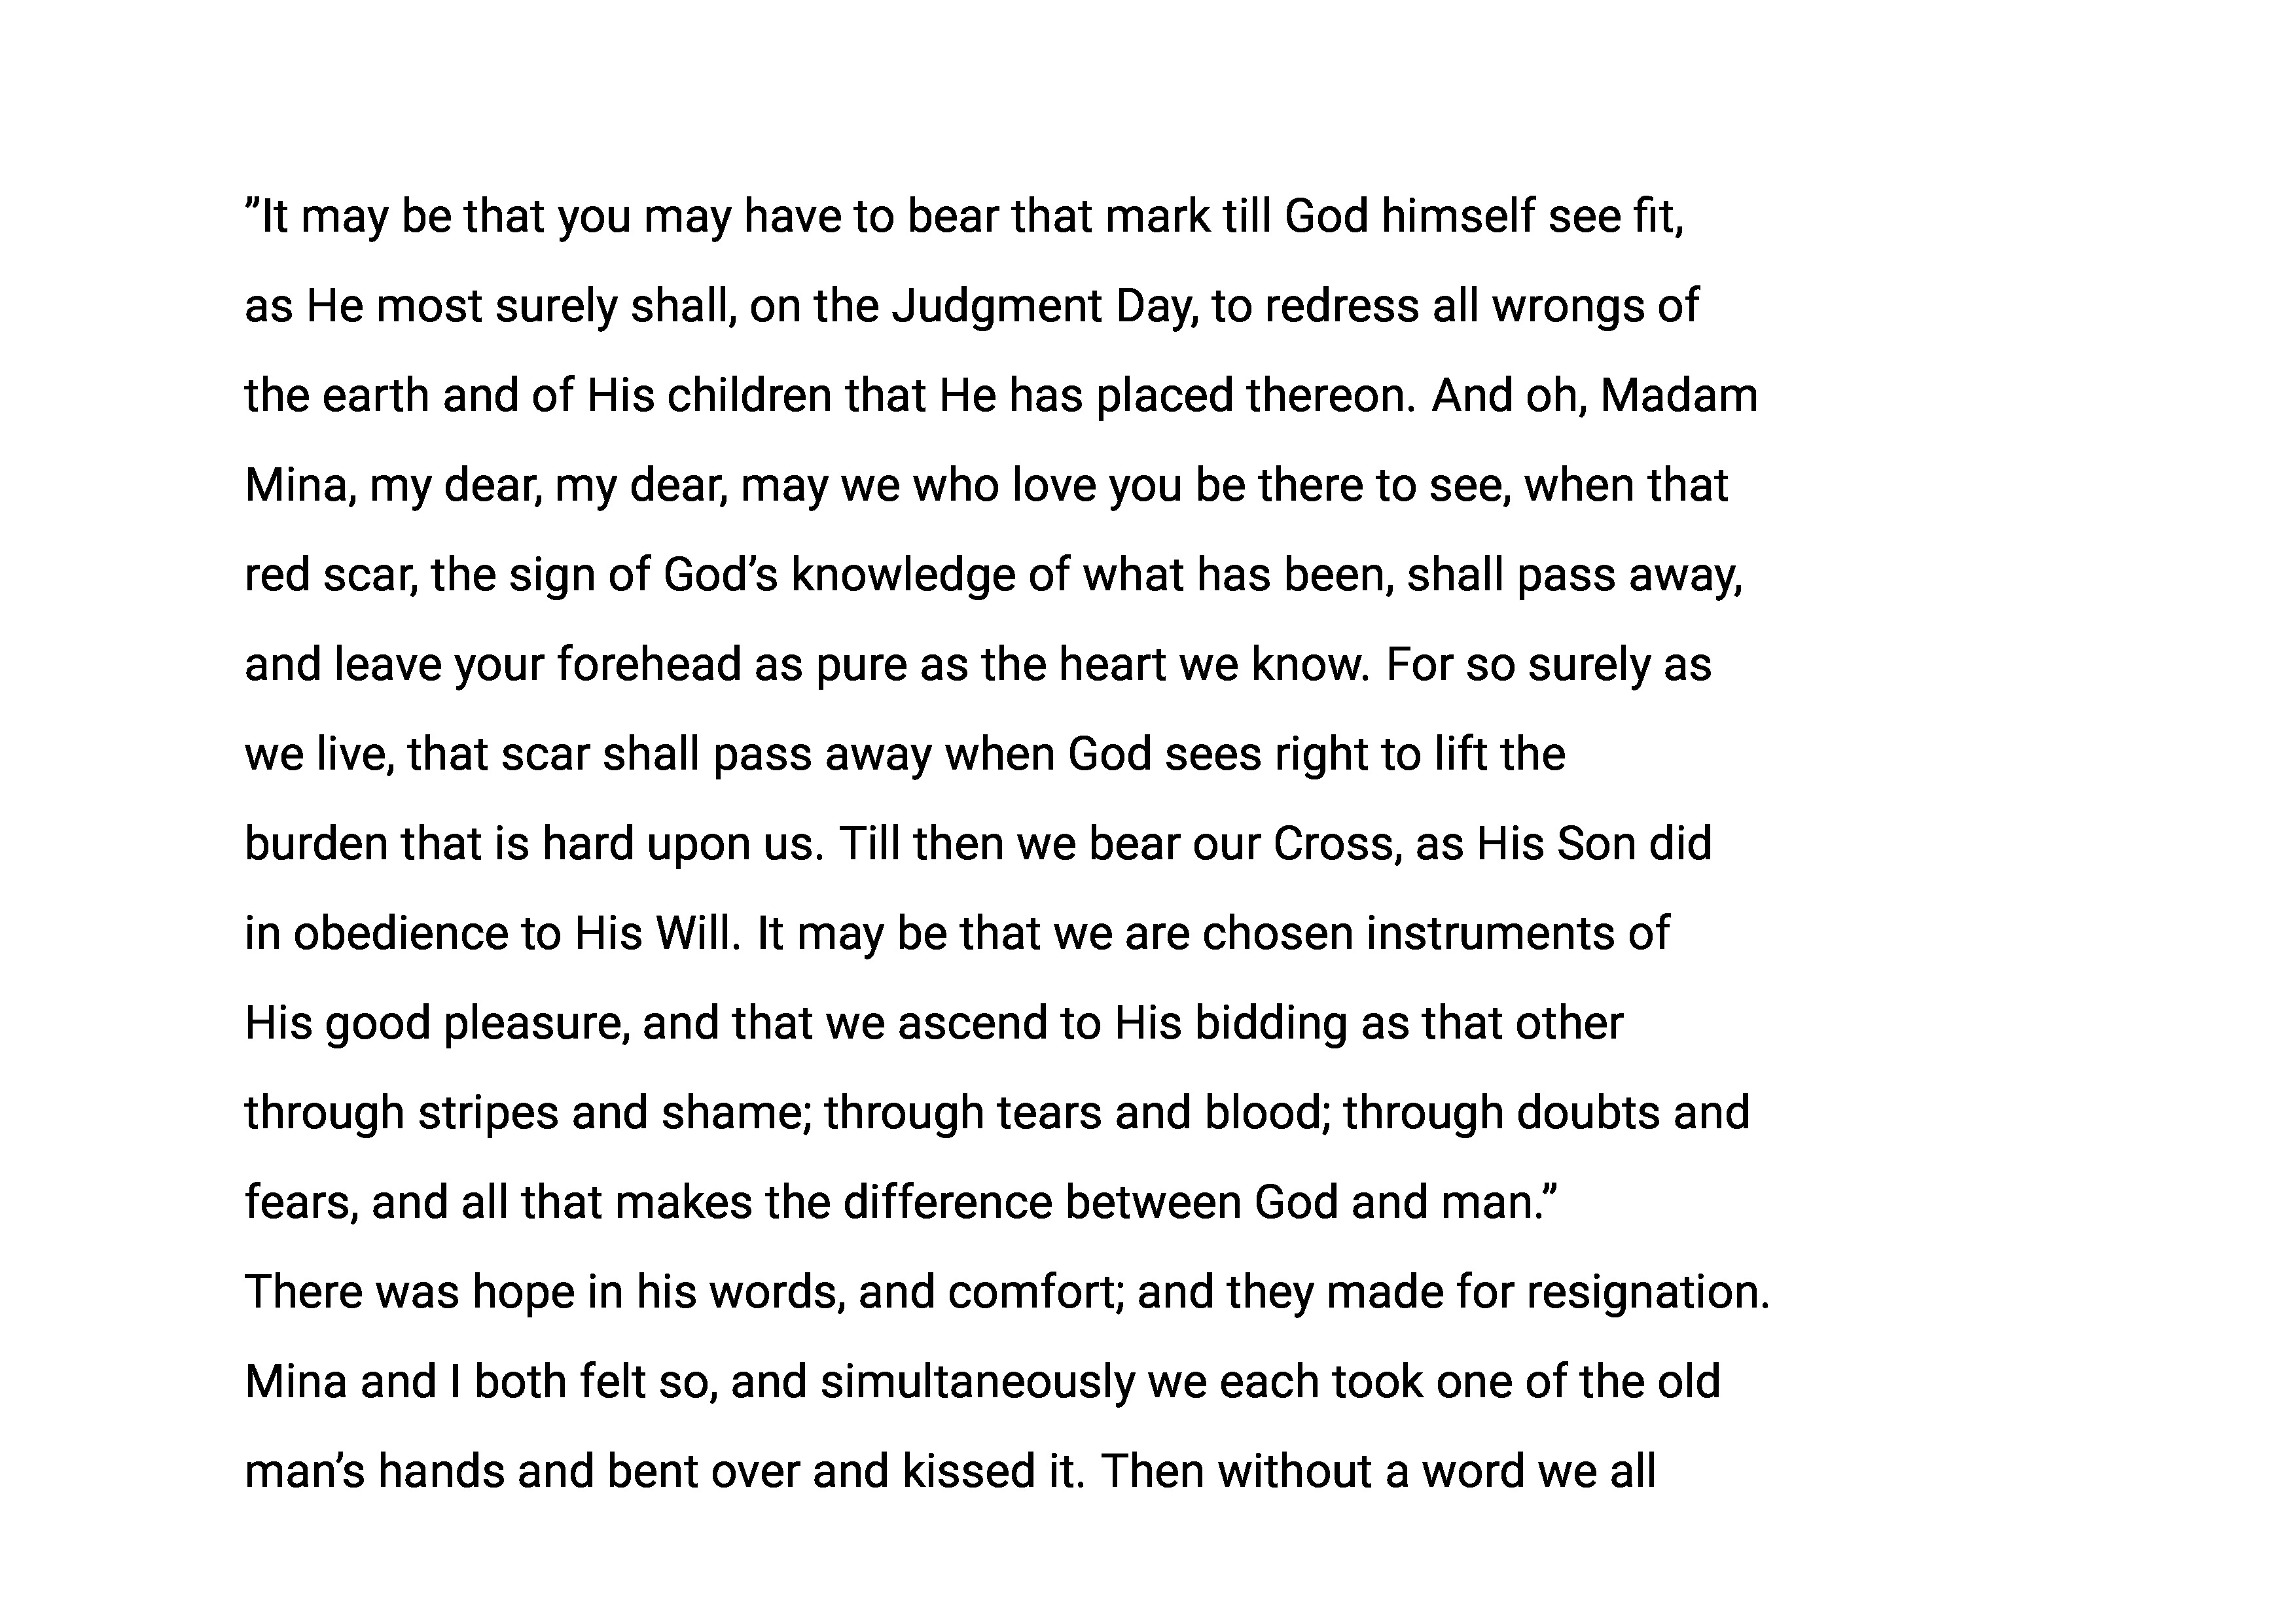 ”It may be that you may have to bear that mark till God himself see fit,
as He most surely shall, on the Judgment Day, to redress all wrongs of
the earth and of His children that He has placed thereon. And oh, Madam
Mina, my dear, my dear, may we who love you be there to see, when that
red scar, the sign of God’s knowledge of what has been, shall pass away,
and leave your forehead as pure as the heart we know. For so surely as
we live, that scar shall pass away when God sees right to lift the
burden that is hard upon us. Till then we bear our Cross, as His Son did
in obedience to His Will. It may be that we are chosen instruments of
His good pleasure, and that we ascend to His bidding as that other
through stripes and shame; through tears and blood; through doubts and
fears, and all that makes the difference between God and man.”
There was hope in his words, and comfort; and they made for resignation.
Mina and I both felt so, and simultaneously we each took one of the old
man’s hands and bent over and kissed it. Then without a word we all